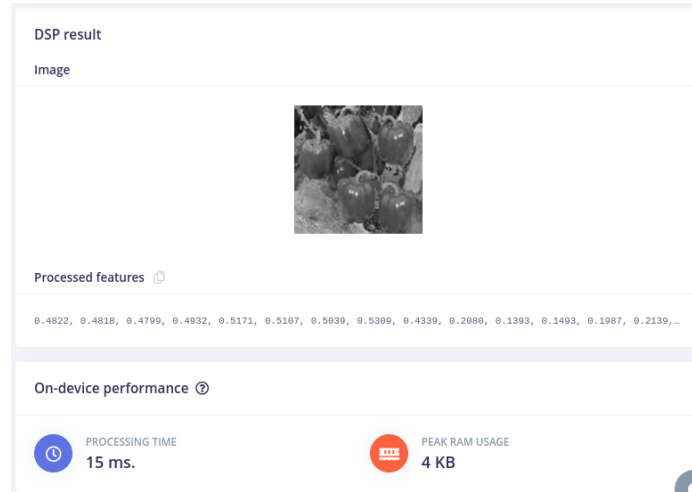 DSP result
Image
Processed features
0.4822, 0.4818, 0.4799, 0.4932, 0.5171, 0.5107, 0.5039, 0.5309, 0.4339, 0.2080, 0.1393, 0.1493, 0.1987, 0.2139,…
On-device performance ?
PROCESSING TIME
15 ms.
PEAK RAM USAGE
4 KB